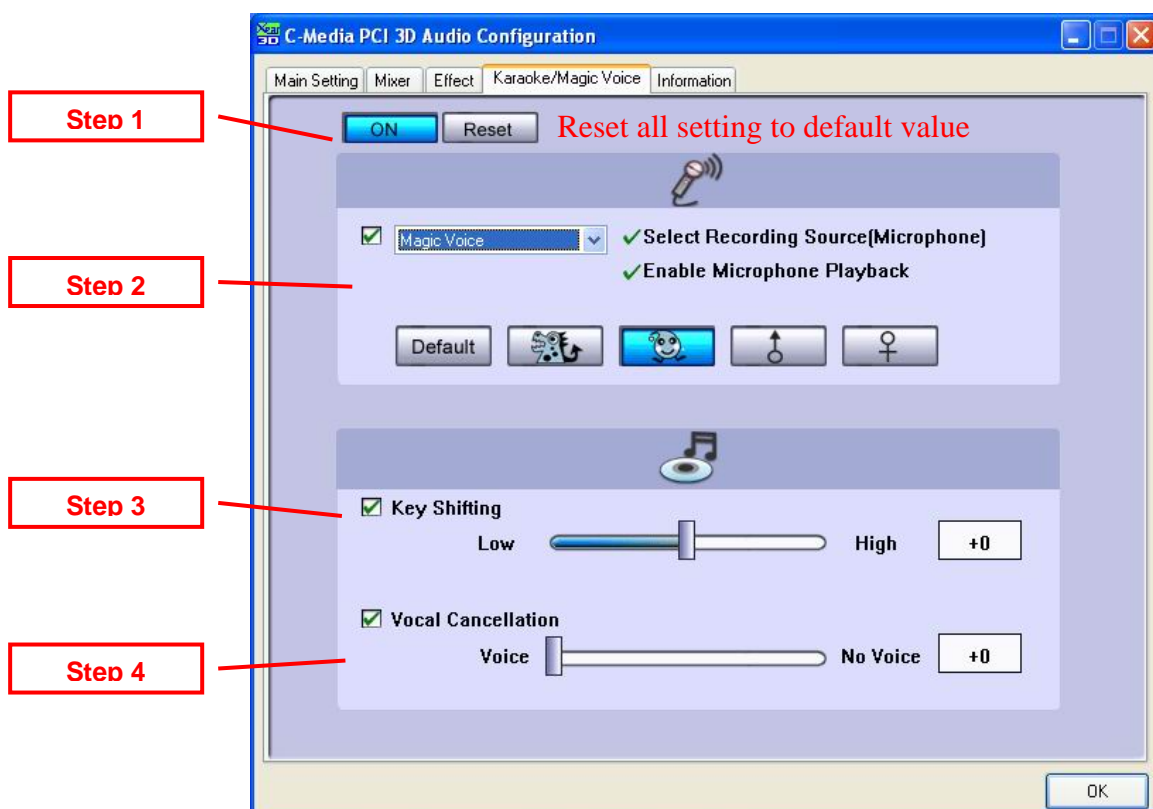 Xear 3D C-Media PCI 3D Audio Configuration
Main Setting Mixer Effect Karaoke/Magic Voice Information
Step 1
ON Reset Reset all setting to default value
Magic Voice ✓Select Recording Source(Microphone)
✓Enable Microphone Playback
Step 2
Default
Step 3
Key Shifting
Low High +0
Vocal Cancellation
Voice No Voice +0
Step 4
OK